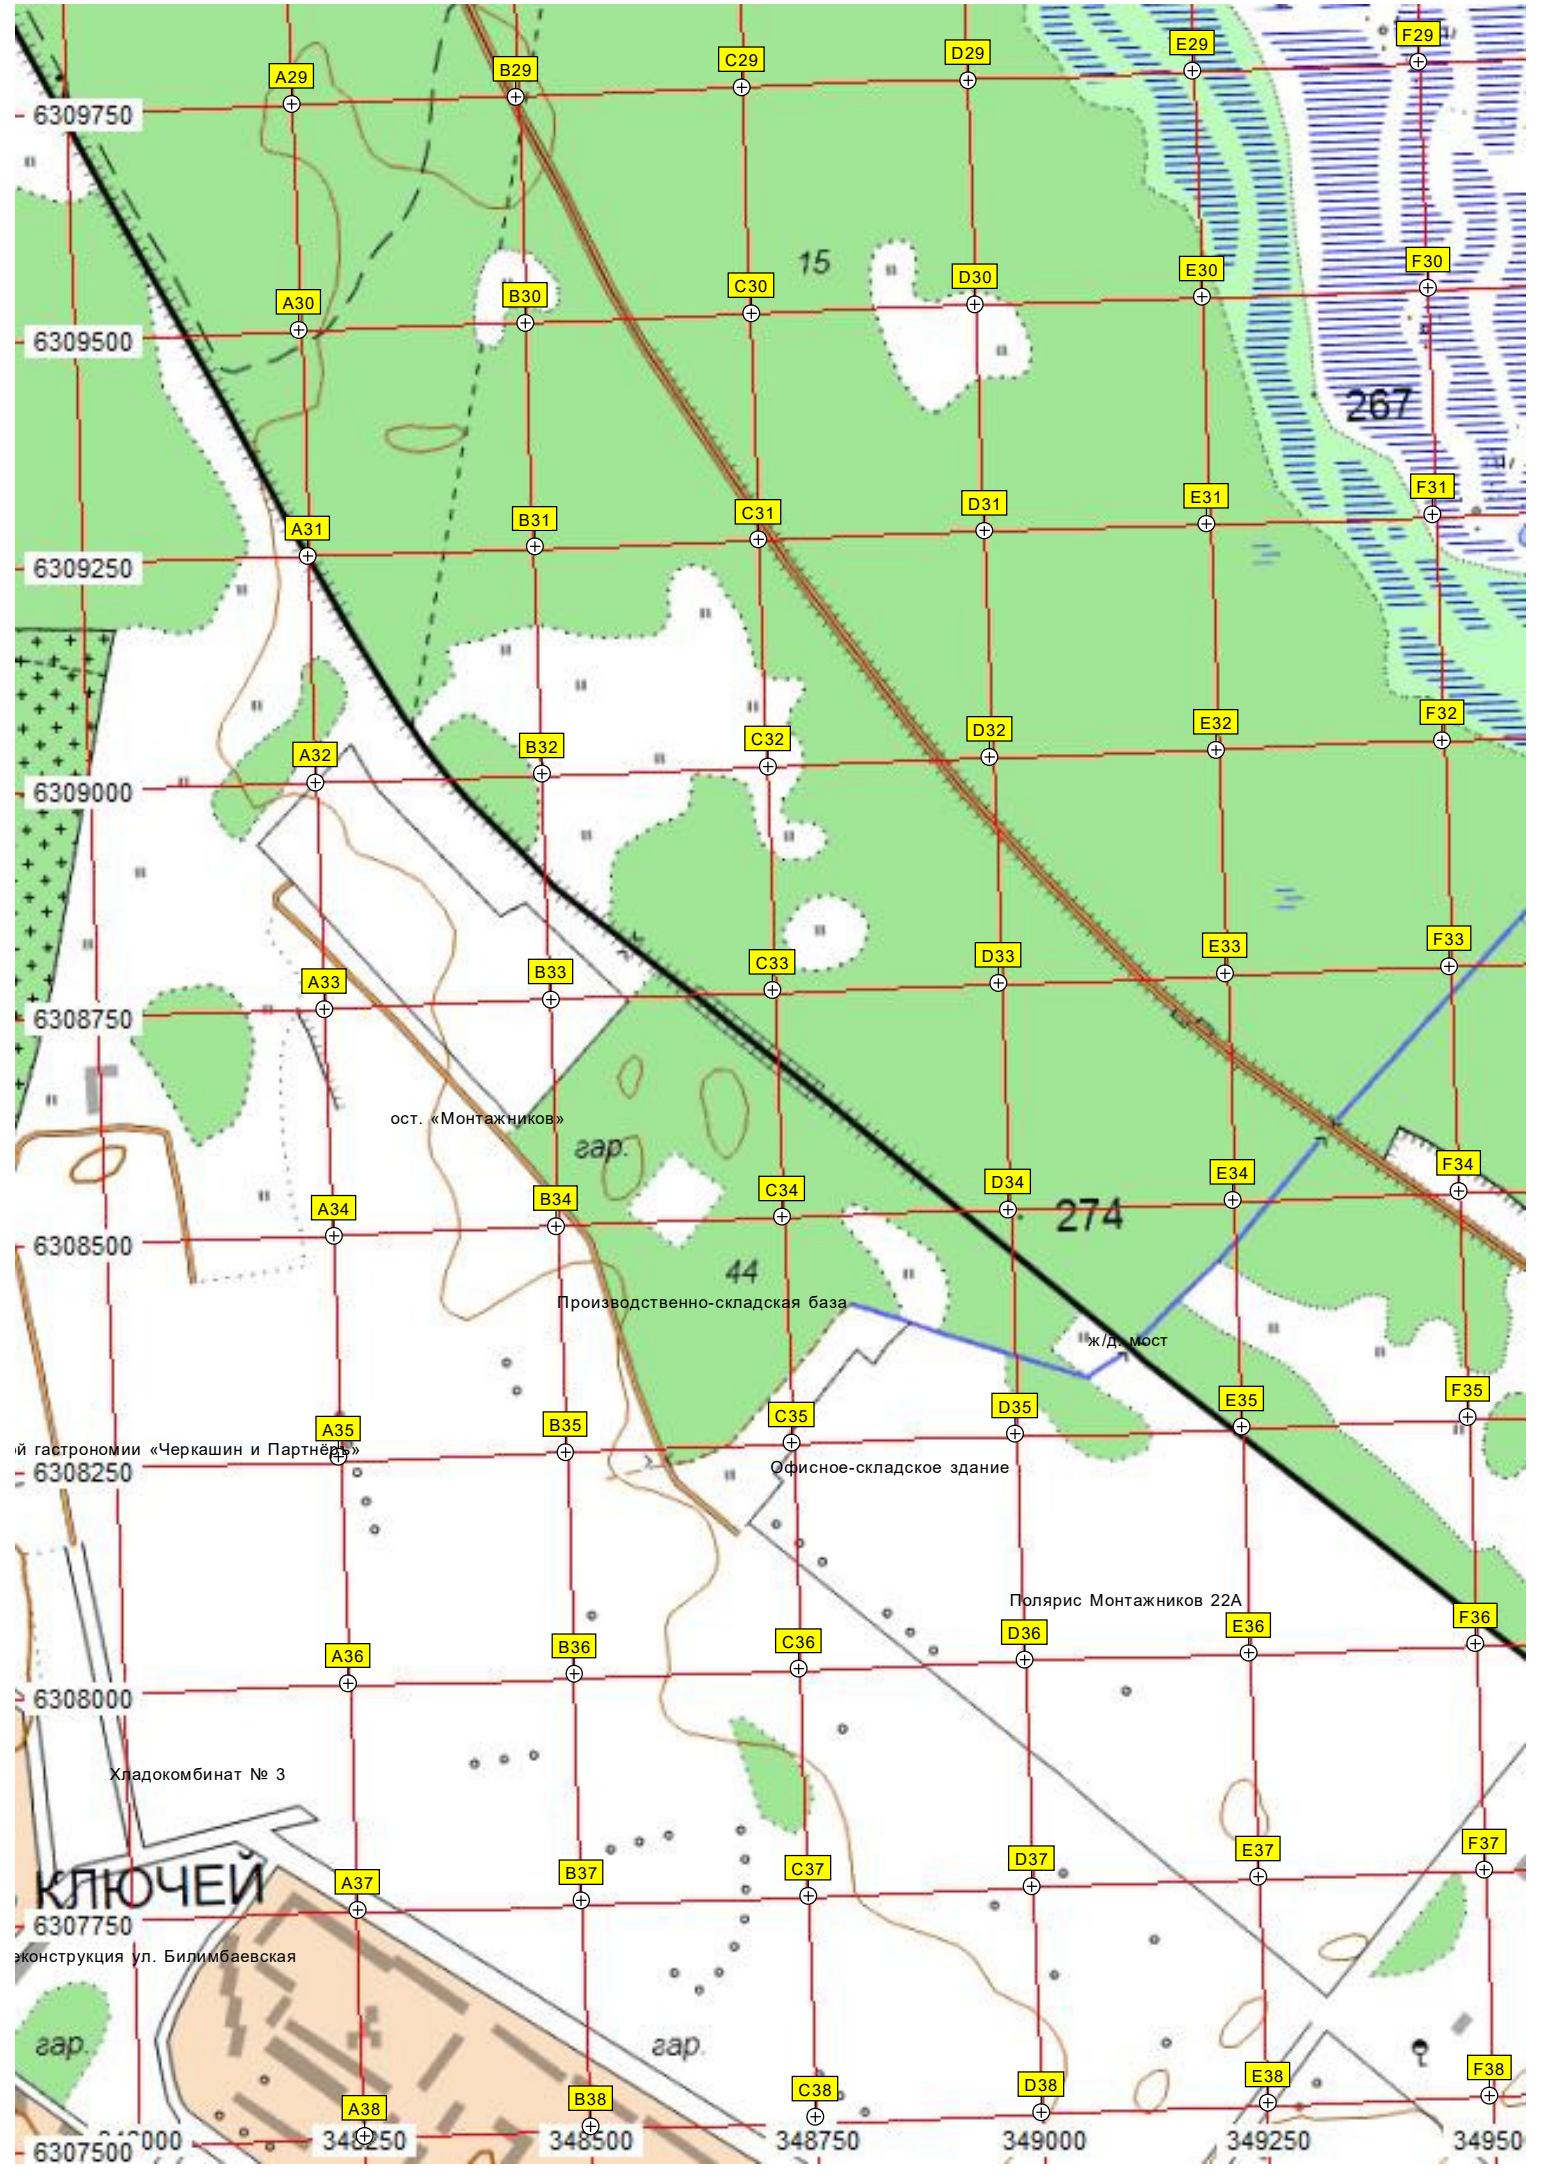 A29 B29 C29 D29 E29 F29
6309750
A30 B30 15 C30 D30 E30 F30
6309500
267
A31 B31 C31 D31 E31 F31
6309250
A32 B32 C32 D32 E32 F32
6309000
A33 B33 C33 D33 E33 F33
6308750
ост. «Монтажников»
гар.
A34 B34 C34 D34 E34 F34
274
6308500
44
Производственно-складская база
ж/д. мост
A35 B35 C35 D35 E35 F35
й гастрономии «Черкашин и Партнёръ»
6308250
Офисное-складское здание
Полярис Монтажников 22А
A36 B36 C36 D36 E36 F36
6308000
Хладокомбинат № 3
КЛЮЧЕЙ
A37 B37 C37 D37 E37 F37
6307750
еконструкция ул. Билимбаевская
гар. гар.
A38 B38 C38 D38 E38 F38
348250 348500 348750 349000 349250 34950
6307500